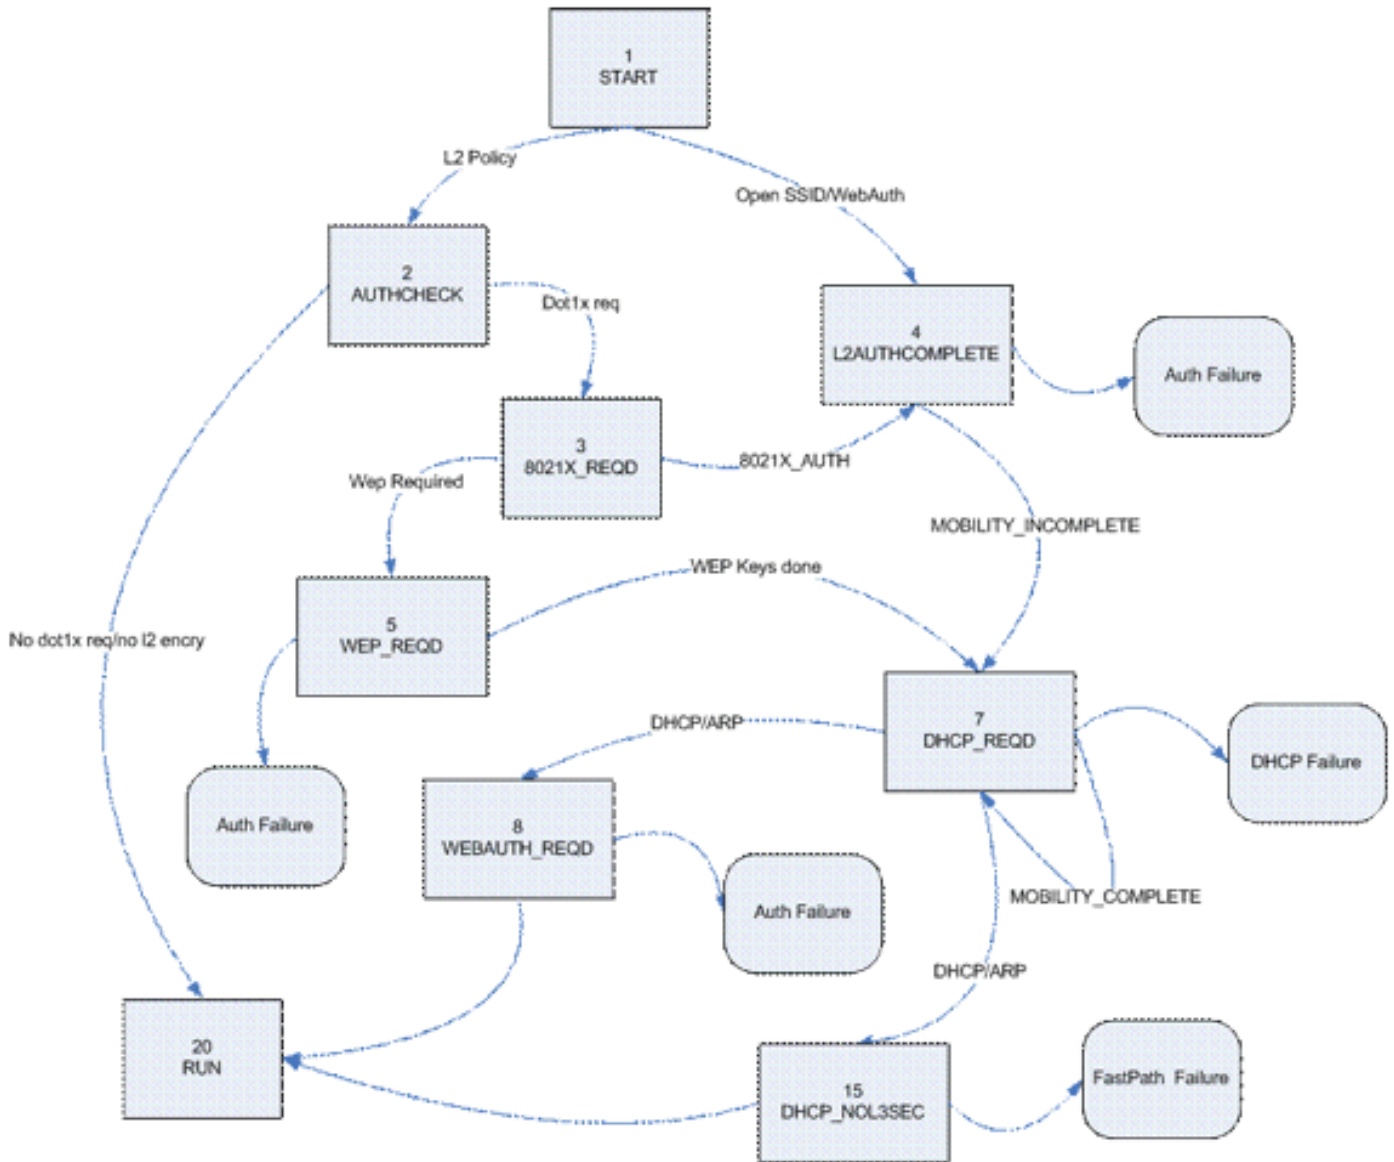 1
START
L2 Policy
Open SSID/WebAuth
2
AUTHCHECK
Dot1x req
4
L2AUTHCOMPLETE
Auth Failure
3
8021X_REQD
8021X_AUTH
Wep Required
MOBILITY_INCOMPLETE
WEP Keys done
5
WEP_REQD
No dot1x req/no l2 encry
7
DHCP_REQD
DHCP/ARP
DHCP Failure
Auth Failure
8
WEBAUTH_REQD
MOBILITY_COMPLETE
Auth Failure
DHCP/ARP
20
RUN
15
DHCP_NOL3SEC
FastPath Failure